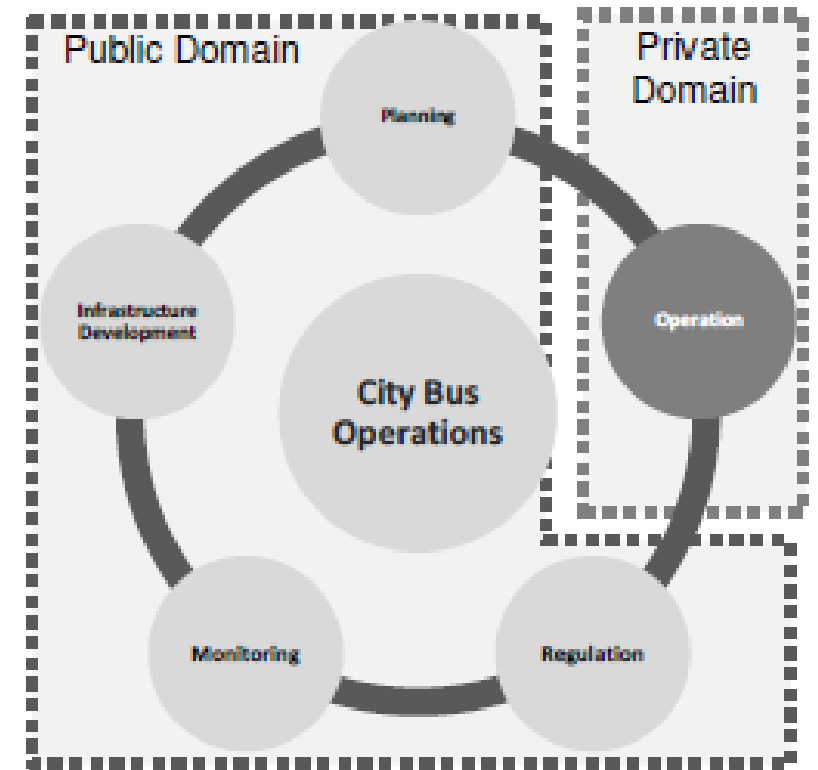 Public Domain
Private
Domain
Planning
Infrastructure
Development
Operation
City Bus
Operations
Monitoring
Regulation